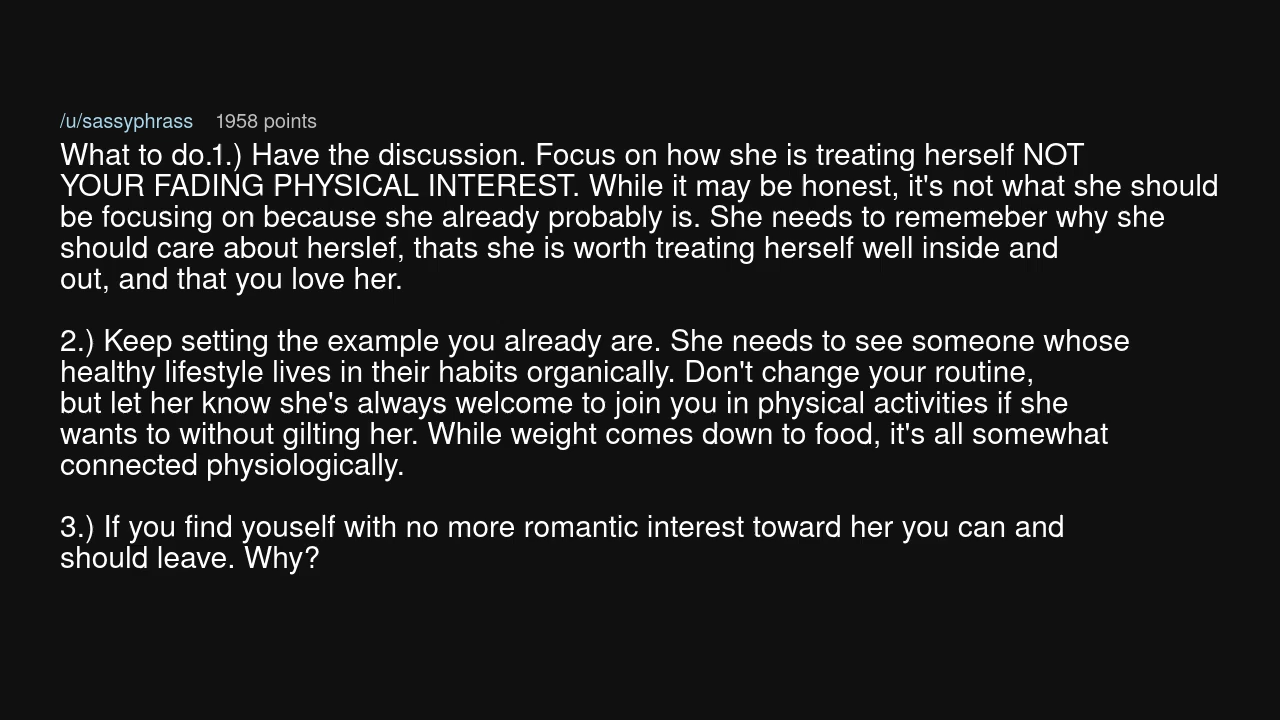 /u/sassyphrass 1958 points
What to do.1.) Have the discussion. Focus on how she is treating herself NOT
YOUR FADING PHYSICAL INTEREST. While it may be honest, it's not what she should
be focusing on because she already probably is. She needs to rememeber why she
should care about herslef, thats she is worth treating herself well inside and
out, and that you love her.
2.) Keep setting the example you already are. She needs to see someone whose
healthy lifestyle lives in their habits organically. Don't change your routine,
but let her know she's always welcome to join you in physical activities if she
wants to without gilting her. While weight comes down to food, it's all somewhat
connected physiologically.
3.) If you find youself with no more romantic interest toward her you can and
should leave. Why?